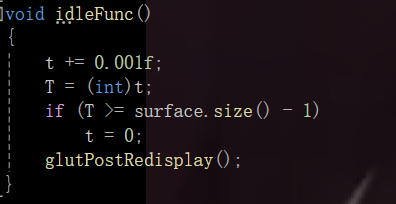 void idleFunc()
{
    t += 0.001f;
    T = (int)t;
    if (T >= surface.size() - 1)
        t = 0;
    glutPostRedisplay();
}